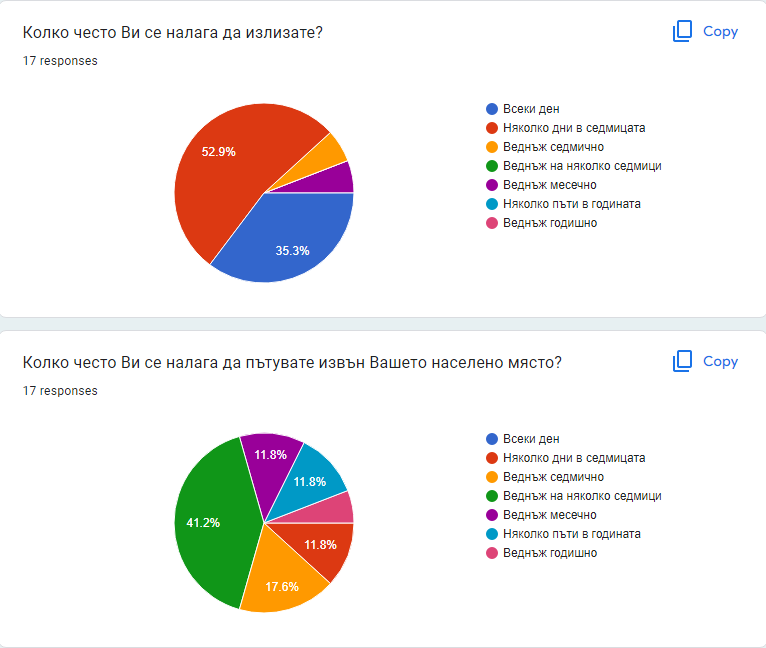 Колко често Ви се налага да излизате?
Copy
17 responses
Всеки ден
Няколко дни в седмицата
Веднъж седмично
Веднъж на няколко седмици
Веднъж месечно
Няколко пъти в годината
Веднъж годишно
52.9%
35.3%
Колко често Ви се налага да пътувате извън Вашето населено място?
Copy
17 responses
Всеки ден
Няколко дни в седмицата
Веднъж седмично
Веднъж на няколко седмици
Веднъж месечно
Няколко пъти в годината
Веднъж годишно
11.8%
11.8%
41.2%
11.8%
17.6%